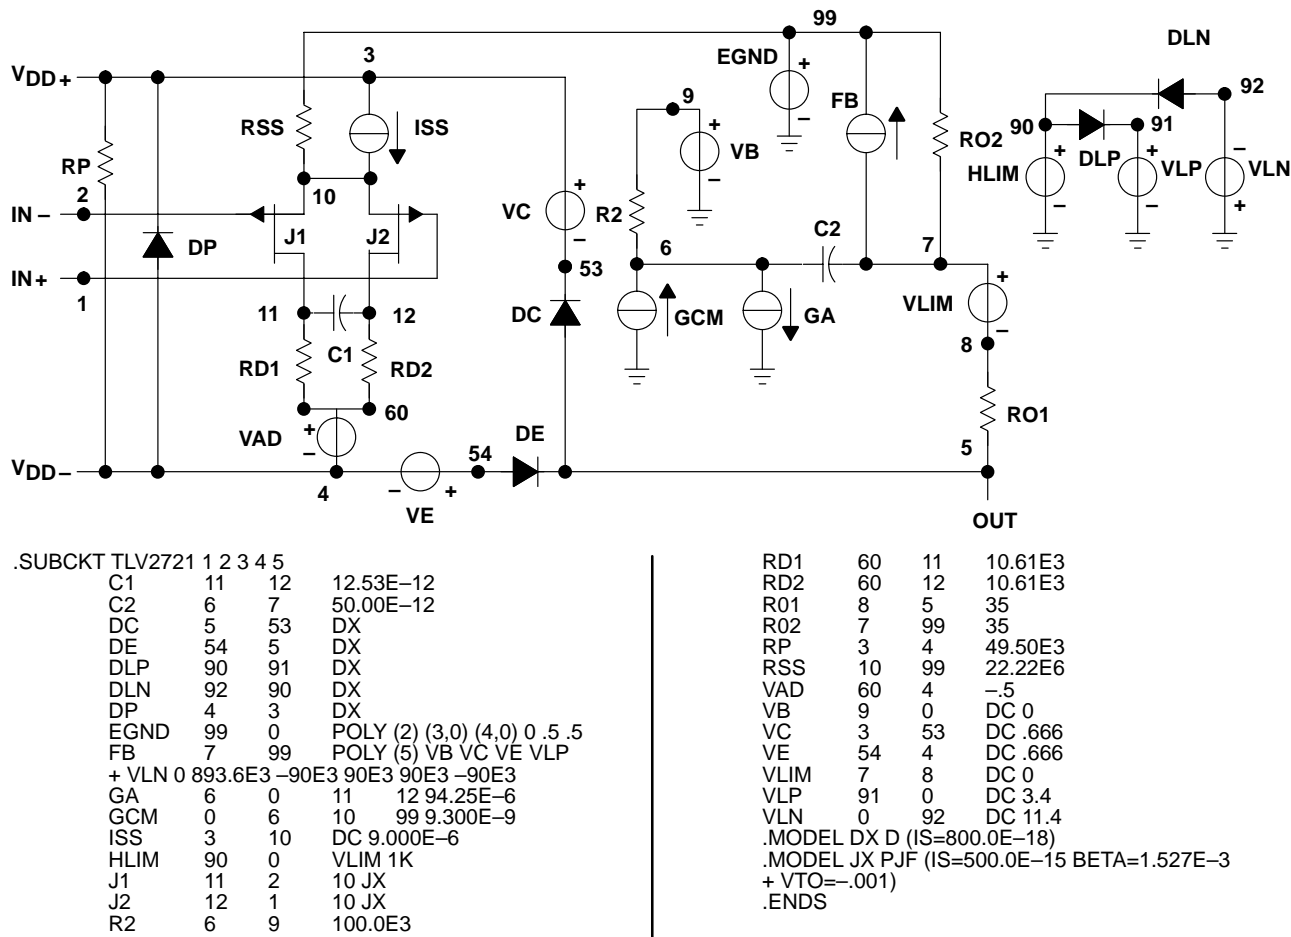 99
3
DLN
VDD+
EGND
+
–
9
FB
92
RSS
ISS
+
–
VB
RO2
90
91
+
–
HLIM
DLP
+
–
VLP
–
+
VLN
RP
2
10
IN–
J1
J2
VC
+
–
R2
C2
6
7
DP
IN+
1
53
+
–
VLIM
11
12
C1
DC
GCM
GA
8
RD1
RD2
60
RO1
+
–
VAD
54
DE
5
VDD–
4
–
+
VE
OUT
.SUBCKT TLV2721 1 2 3 4 5
C1 11 12 12.53E–12
C2 6 7 50.00E–12
DC 5 53 DX
DE 54 5 DX
DLP 90 91 DX
DLN 92 90 DX
DP 4 3 DX
EGND 99 0 POLY (2) (3,0) (4,0) 0 .5 .5
FB 7 99 POLY (5) VB VC VE VLP
+ VLN 0 893.6E3 –90E3 90E3 90E3 –90E3
GA 6 0 11 12 94.25E–6
GCM 0 6 10 99 9.300E–9
ISS 3 10 DC 9.000E–6
HLIM 90 0 VLIM 1K
J1 11 2 10 JX
J2 12 1 10 JX
R2 6 9 100.0E3
RD1 60 11 10.61E3
RD2 60 12 10.61E3
R01 8 5 35
R02 7 99 35
RP 3 4 49.50E3
RSS 10 99 22.22E6
VAD 60 4 –.5
VB 9 0 DC 0
VC 3 53 DC .666
VE 54 4 DC .666
VLIM 7 8 DC 0
VLP 91 0 DC 3.4
VLN 0 92 DC 11.4
.MODEL DX D (IS=800.0E–18)
.MODEL JX PJF (IS=500.0E–15 BETA=1.527E–3
+ VTO=–.001)
.ENDS